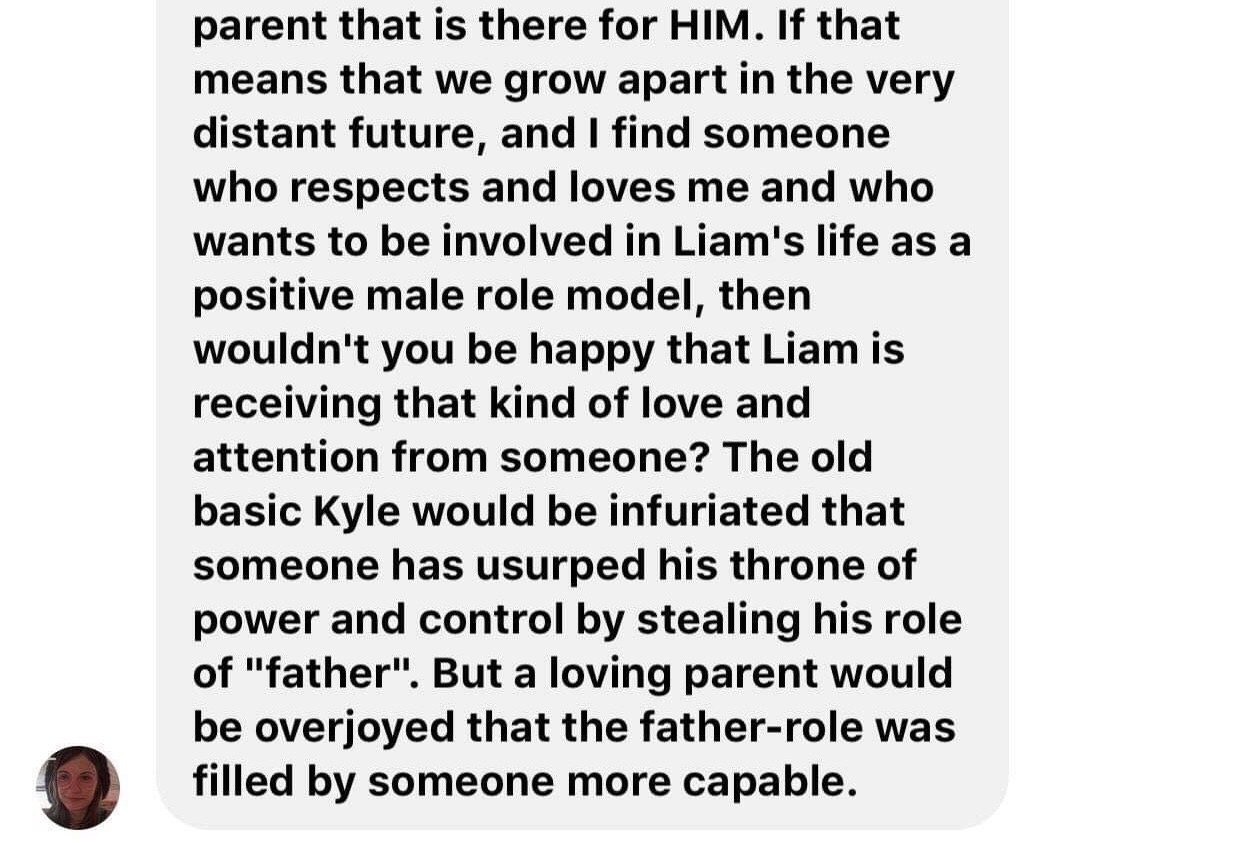 parent that is there for HIM. If that
means that we grow apart in the very
distant future, and I find someone
who respects and loves me and who
wants to be involved in Liam's life as a
positive male role model, then
wouldn't you be happy that Liam is
receiving that kind of love and
attention from someone? The old
basic Kyle would be infuriated that
someone has usurped his throne of
power and control by stealing his role
of "father". But a loving parent would
be overjoyed that the father-role was
filled by someone more capable.